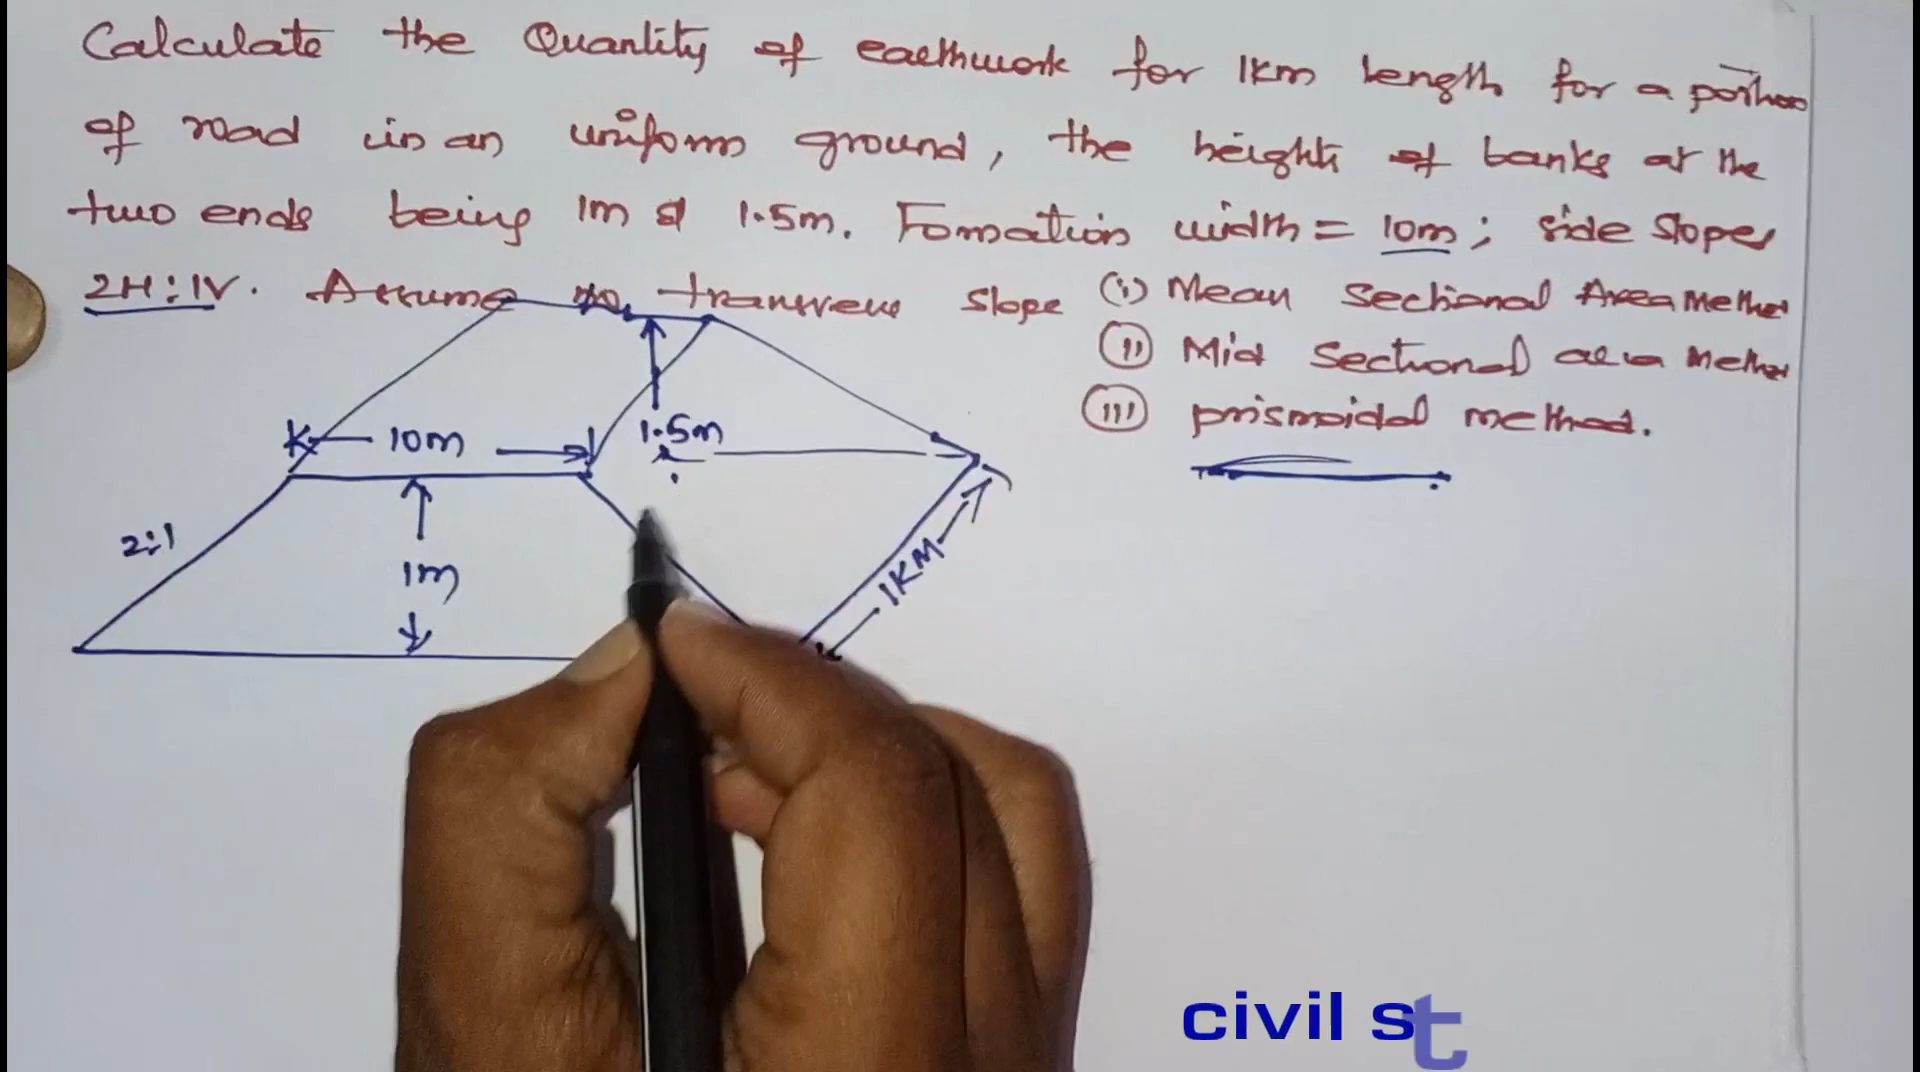 Calculate the Quantity of earthwork for 1km length for a portion
of road in an uniform ground, the height of banks at the
two ends being 1m & 1.5m. Formation width = 10m; side slopes
2H:1V. Assume no transvers slope
(i) Mean Sectional Area Method
(ii) Mid Sectional area Method
(iii) prismoidal method.
10m
1.5m
2:1
1m
1KM
civil st